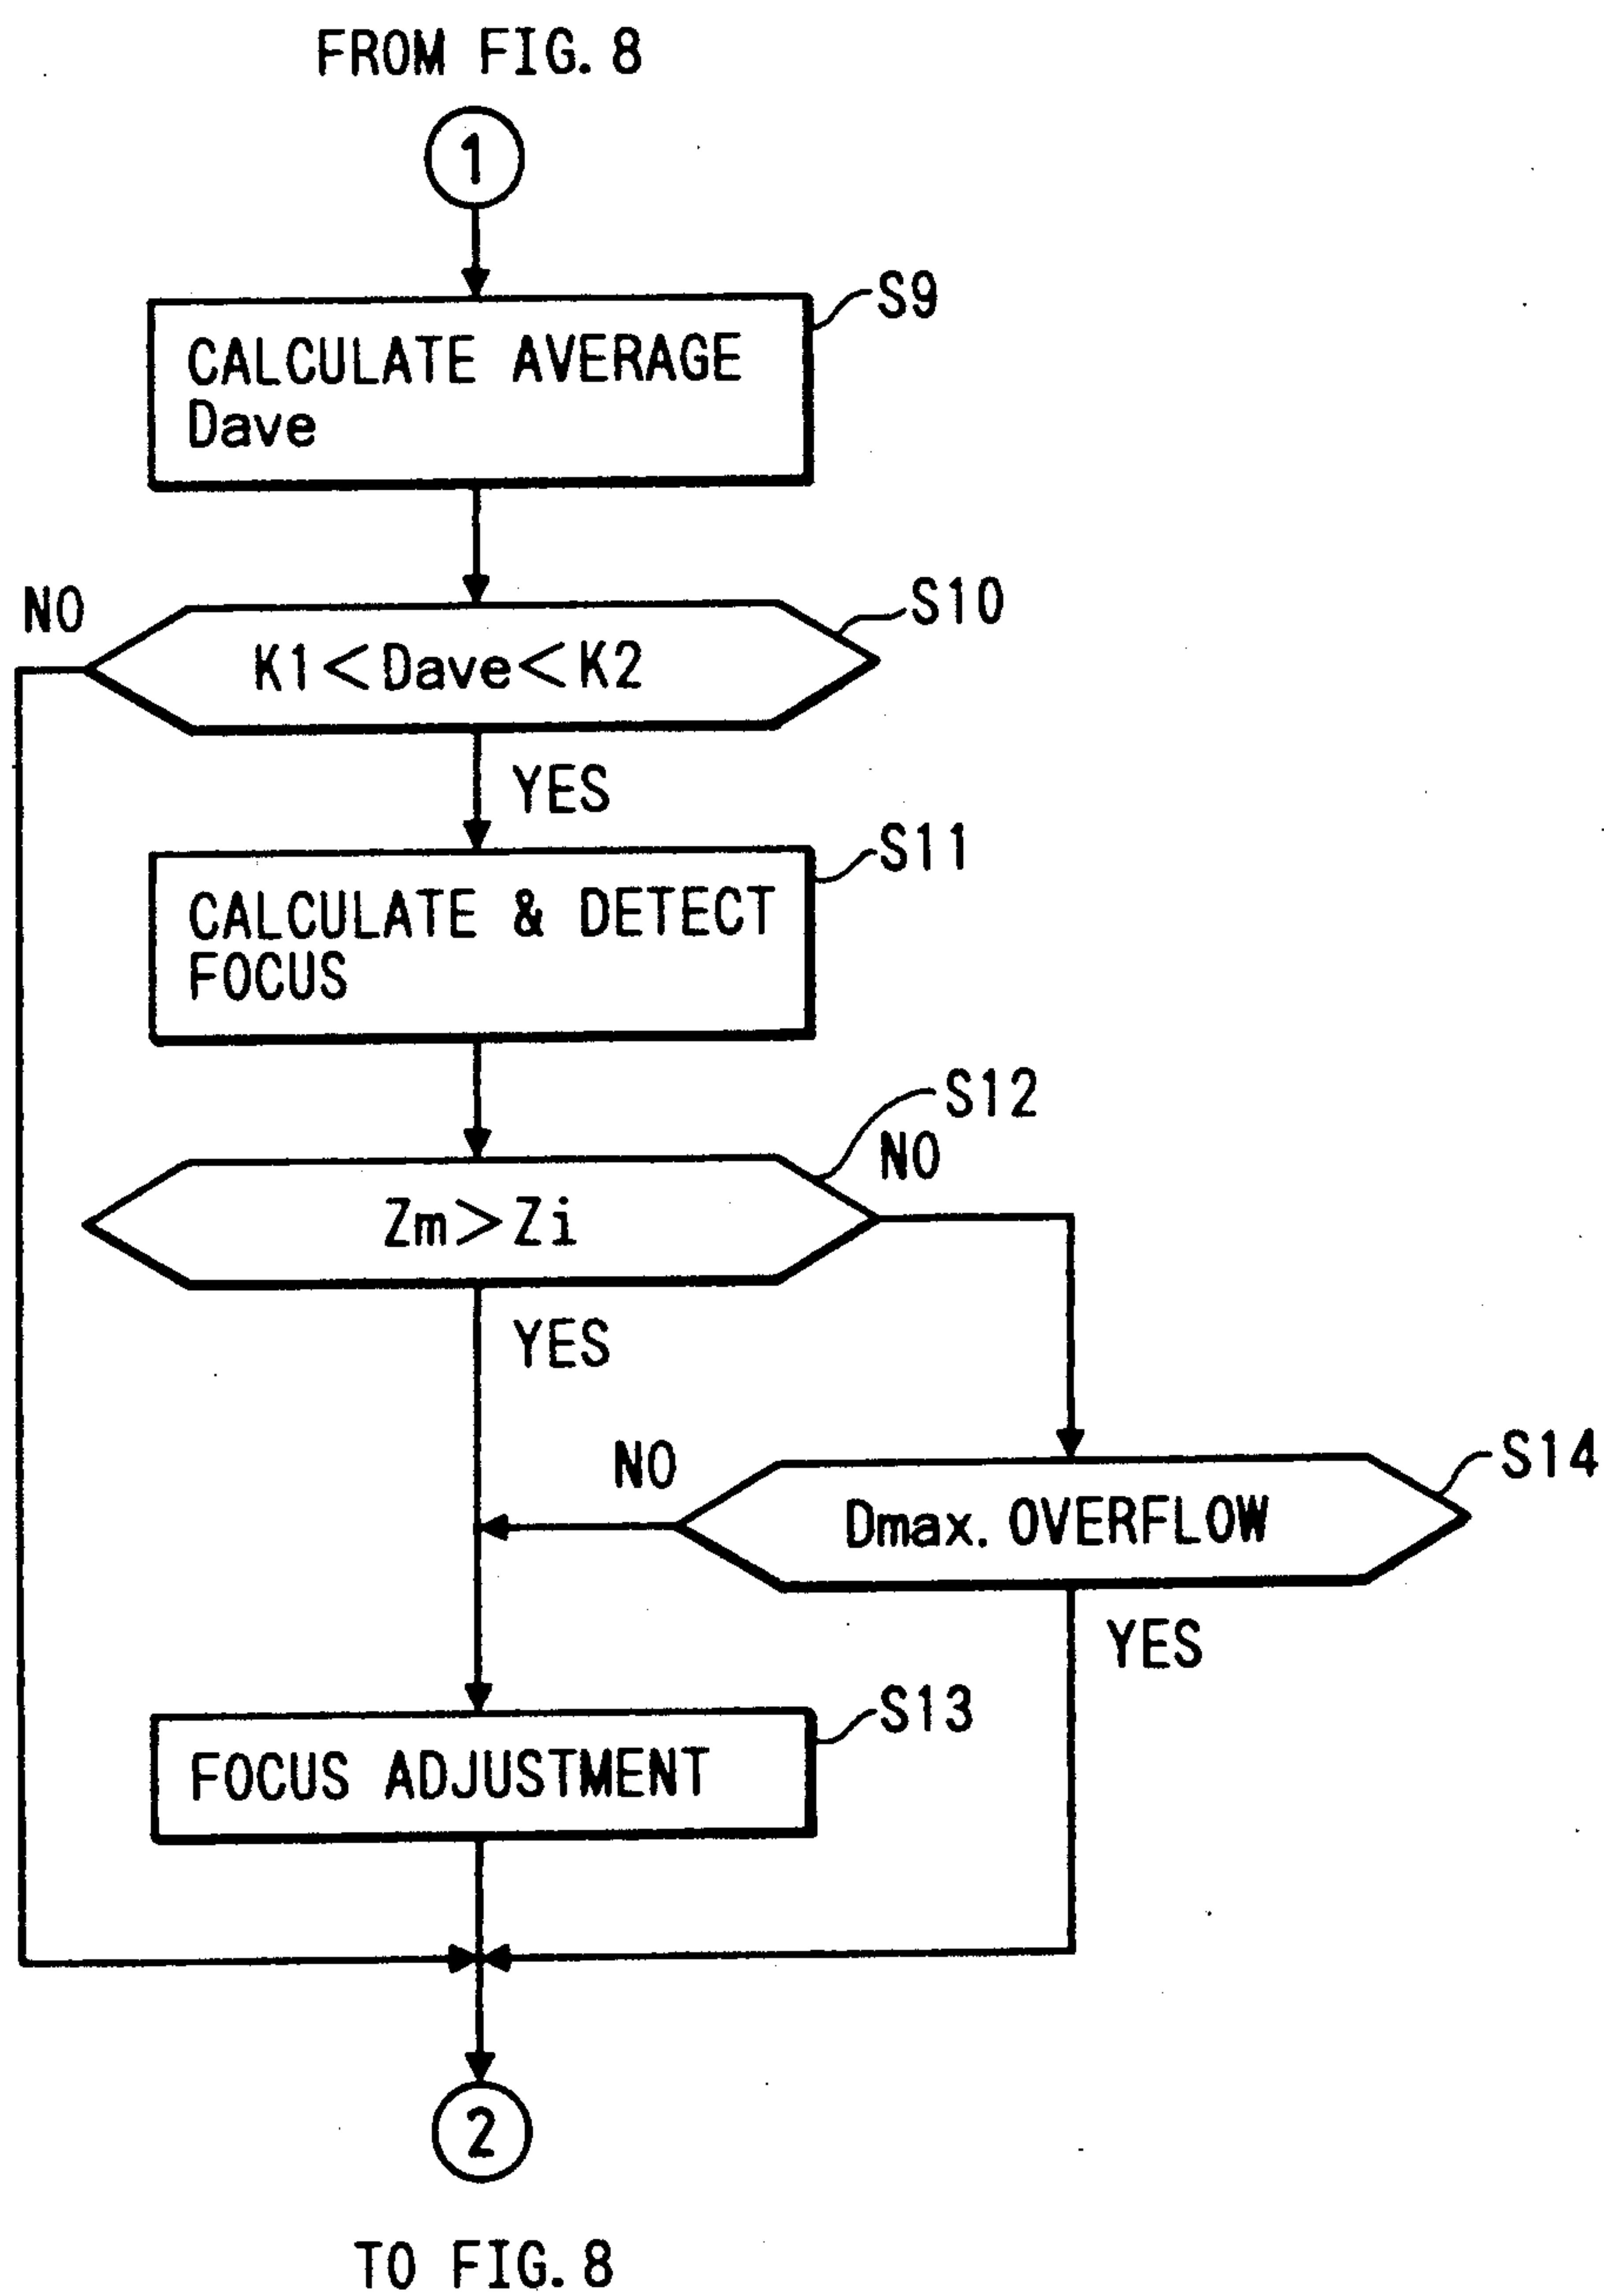 FROM FIG. 8
1
S9
CALCULATE AVERAGE
Dave
NO
S10
K1<Dave<K2
YES
S11
CALCULATE & DETECT
FOCUS
S12
NO
Zm>Zi
YES
NO
S14
Dmax. OVERFLOW
YES
S13
FOCUS ADJUSTMENT
2
TO FIG. 8